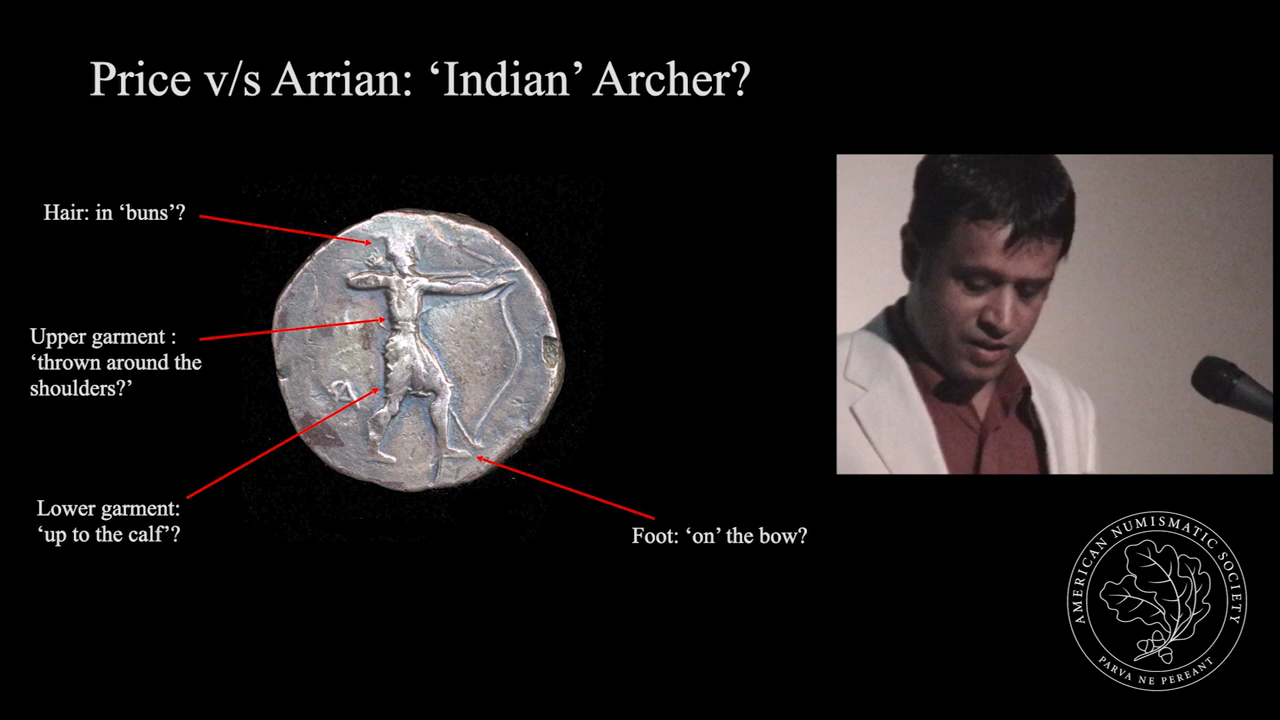 Price v/s Arrian: ‘Indian’ Archer?
Hair: in ‘buns’?
Upper garment :
‘thrown around the
shoulders?’
Lower garment:
‘up to the calf’?
Foot: ‘on’ the bow?
AMERICAN NUMISMATIC SOCIETY
PARVA NE PEREANT